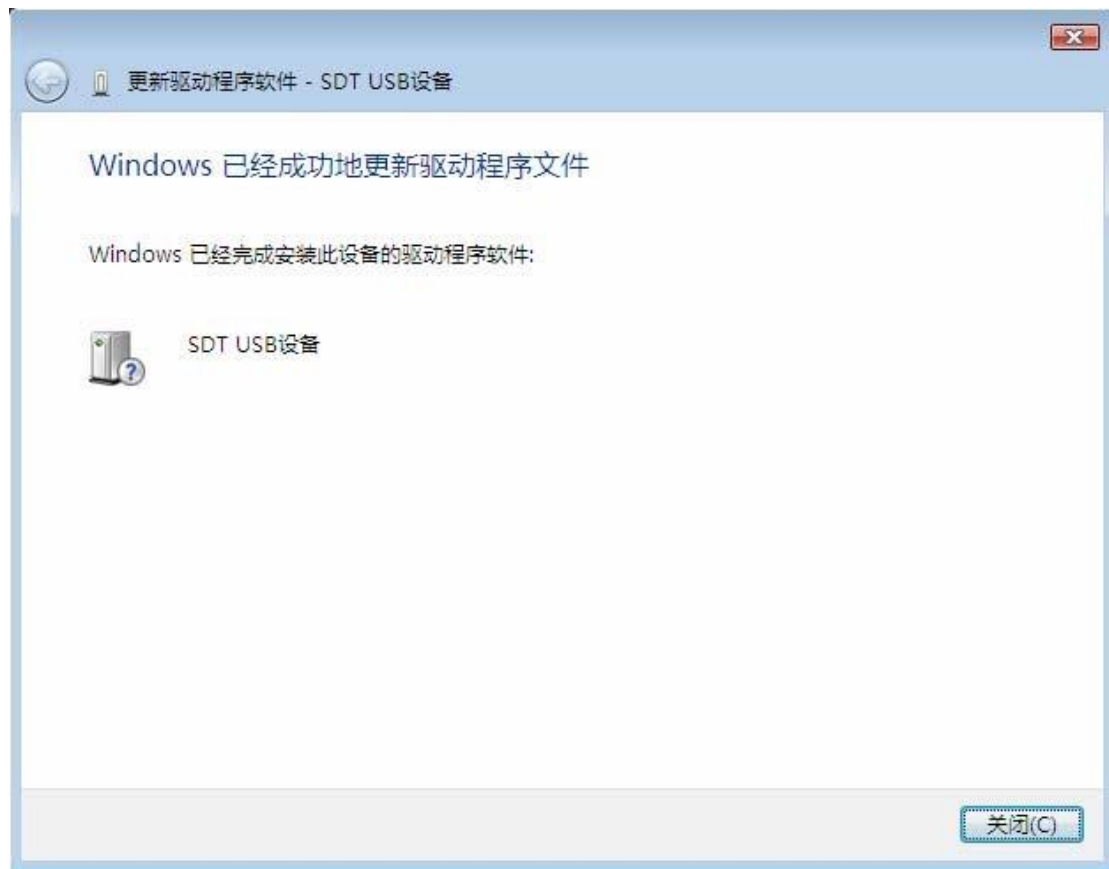 更新驱动程序软件 - SDT USB设备
Windows 已经成功地更新驱动程序文件
Windows 已经完成安装此设备的驱动程序软件:
SDT USB设备
关闭(C)